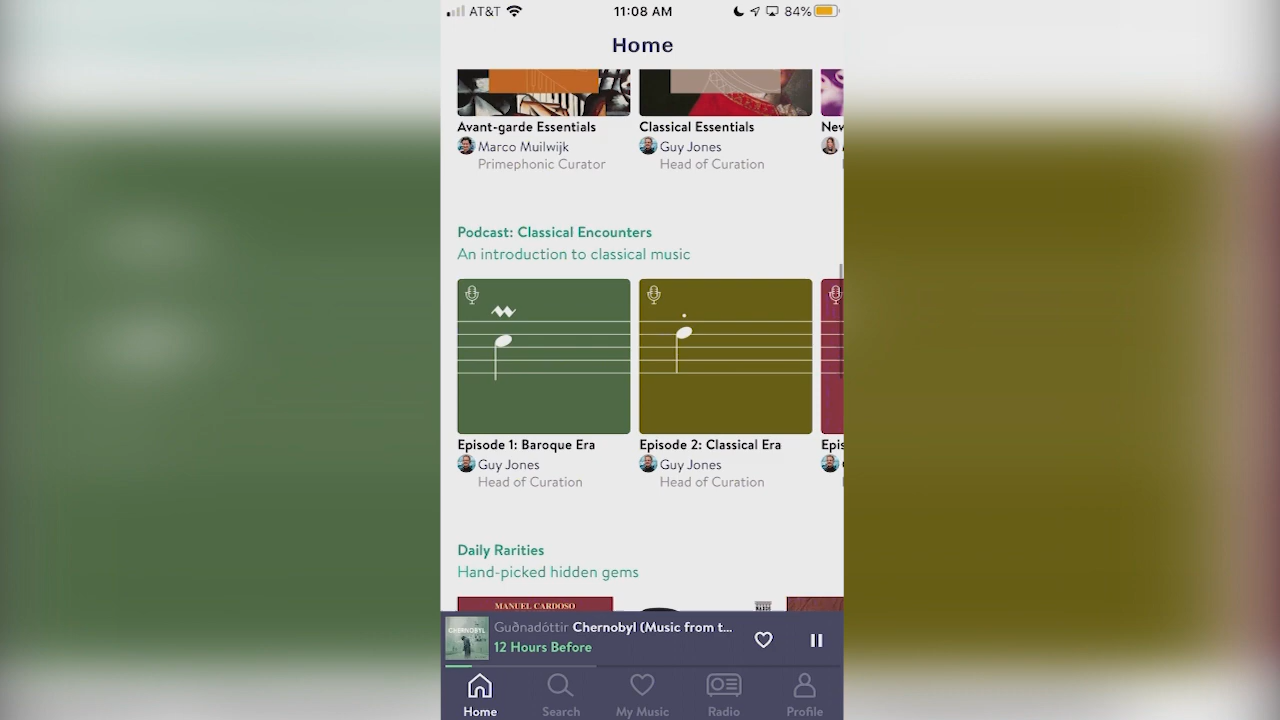 AT&T 11:08 AM 84%
Home
Avant-garde Essentials
Marco Muilwijk
Primephonic Curator
Classical Essentials
Guy Jones
Head of Curation
Podcast: Classical Encounters
An introduction to classical music
Episode 1: Baroque Era
Guy Jones
Head of Curation
Episode 2: Classical Era
Guy Jones
Head of Curation
Daily Rarities
Hand-picked hidden gems
MANUEL CARDOSO
CHERNOBYL
Guðnadóttir Chernobyl (Music from t...
12 Hours Before
Home Search My Music Radio Profile